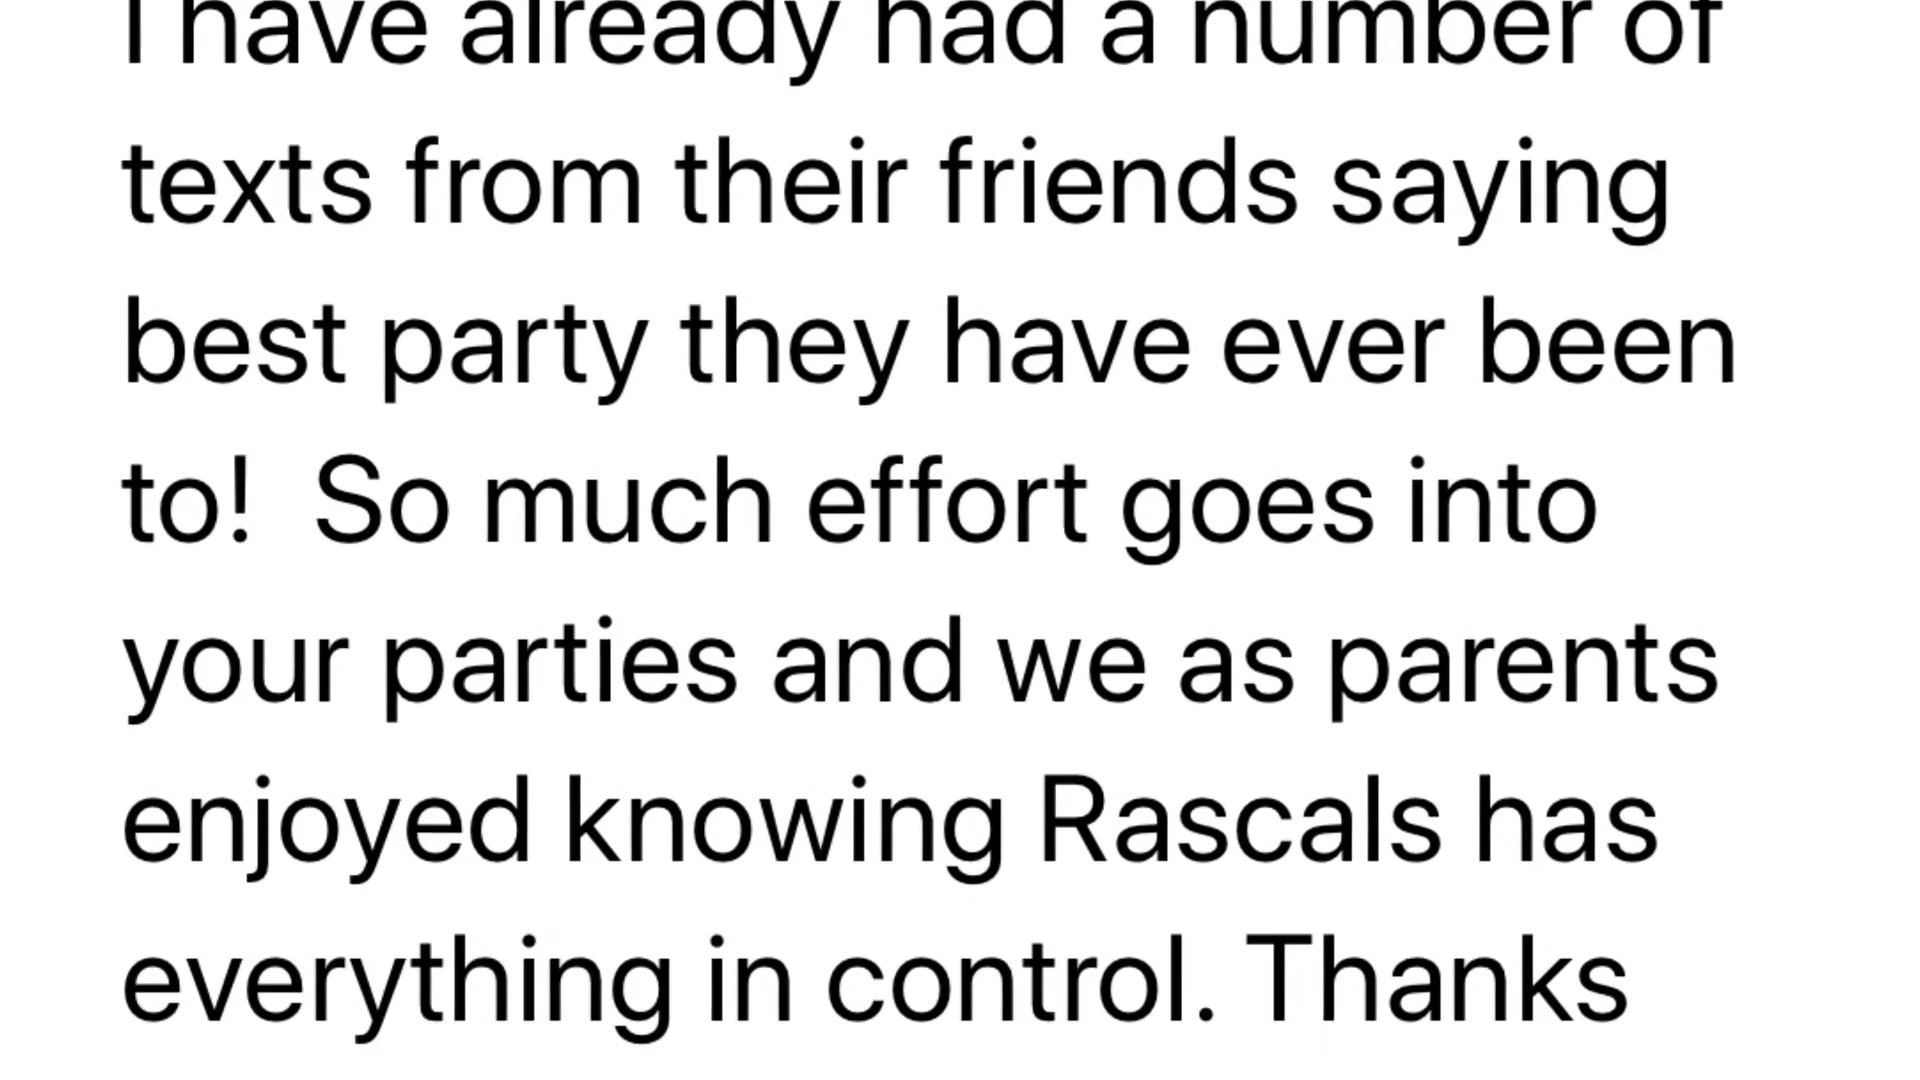 I have already had a number of
texts from their friends saying
best party they have ever been
to!  So much effort goes into
your parties and we as parents
enjoyed knowing Rascals has
everything in control. Thanks